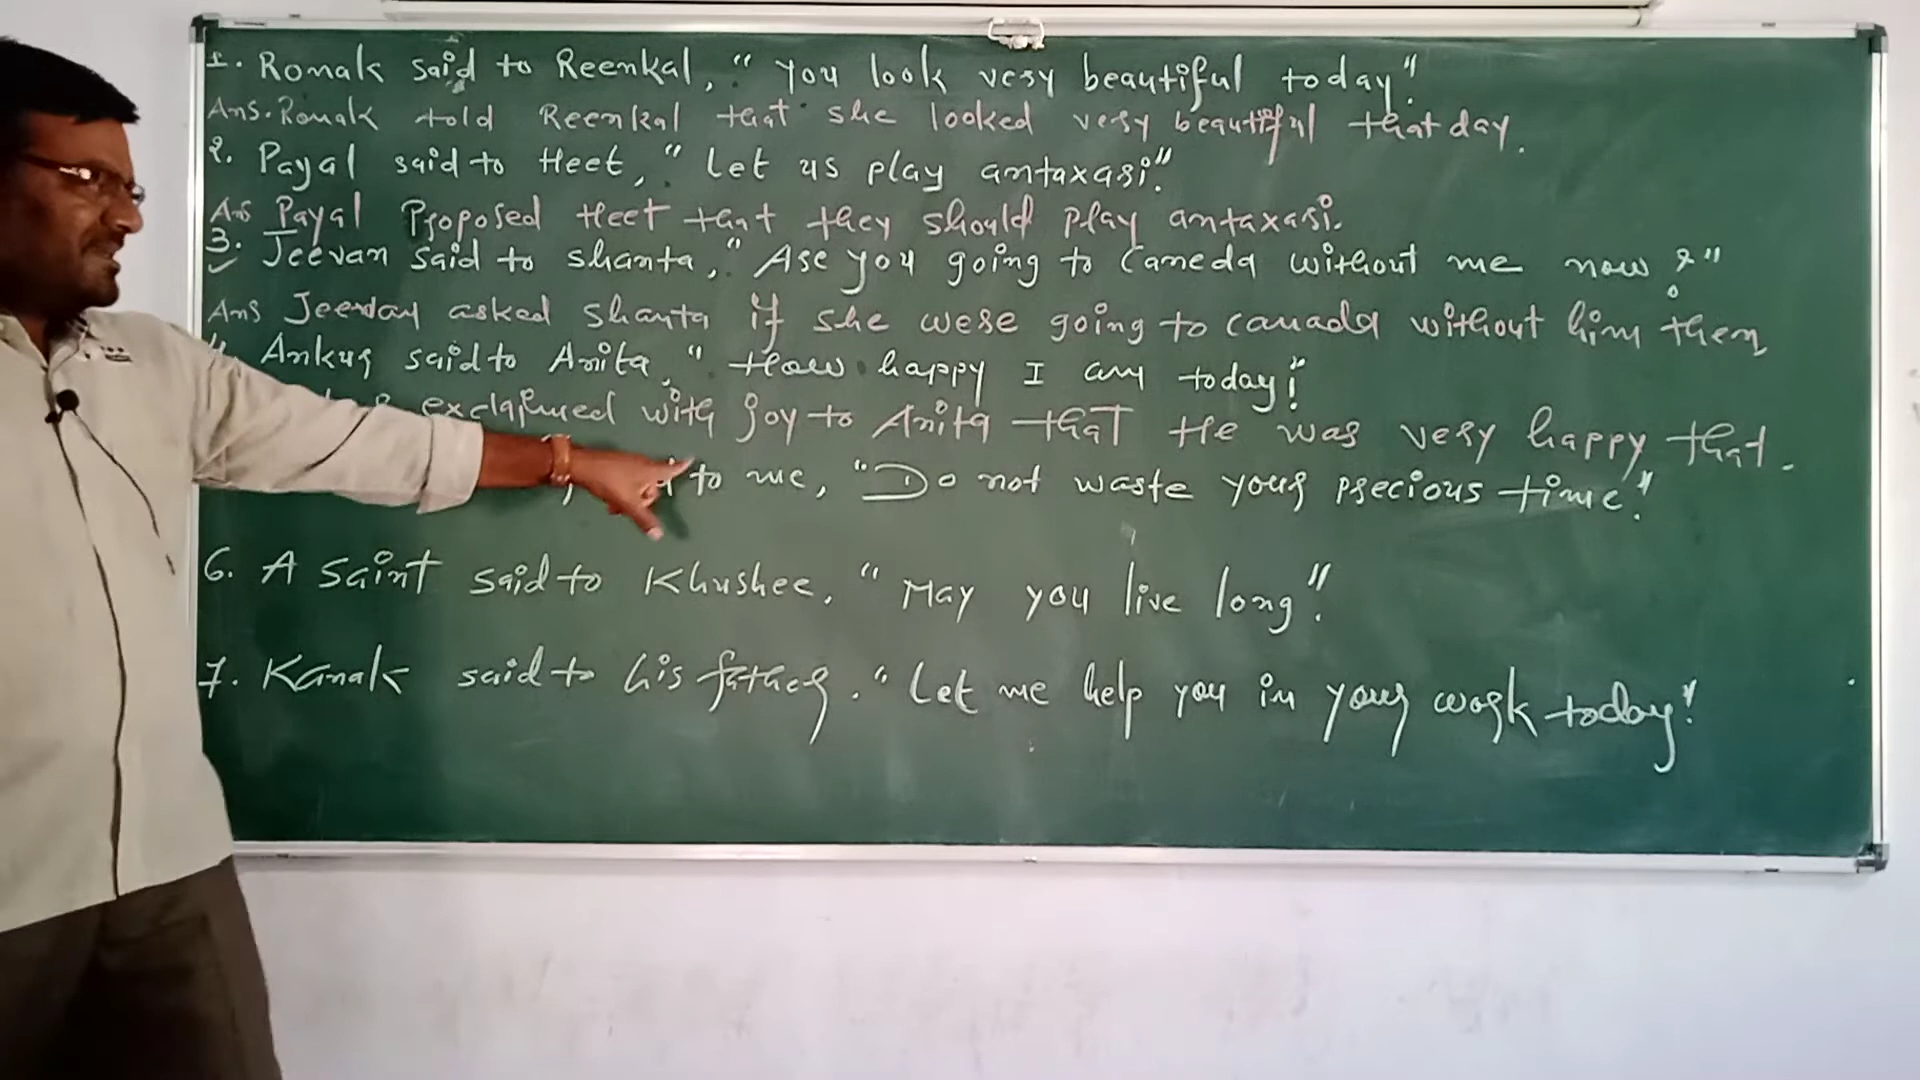 1. Ronak said to Reenkal, "You look very beautiful today".
Ans. Ronak told Reenkal that she looked very beautiful that day.
2. Payal said to Heet, "Let us play antaxari."
Ans Payal Proposed Heet that they should play antaxari.
3. Jeevan said to shanta, "Are you going to Caneda without me now ?"
Ans asked Shanta if she were going to Canada without him then
4. Ankur said to Anita, "How happy I am today!"
exclaimed with joy to Anita that He was very happy that.
to me, "Do not waste your precious time".
6. A Saint said to Khushee, "May you live long".
7. Kanak said to his father. "Let me help you in your work today".